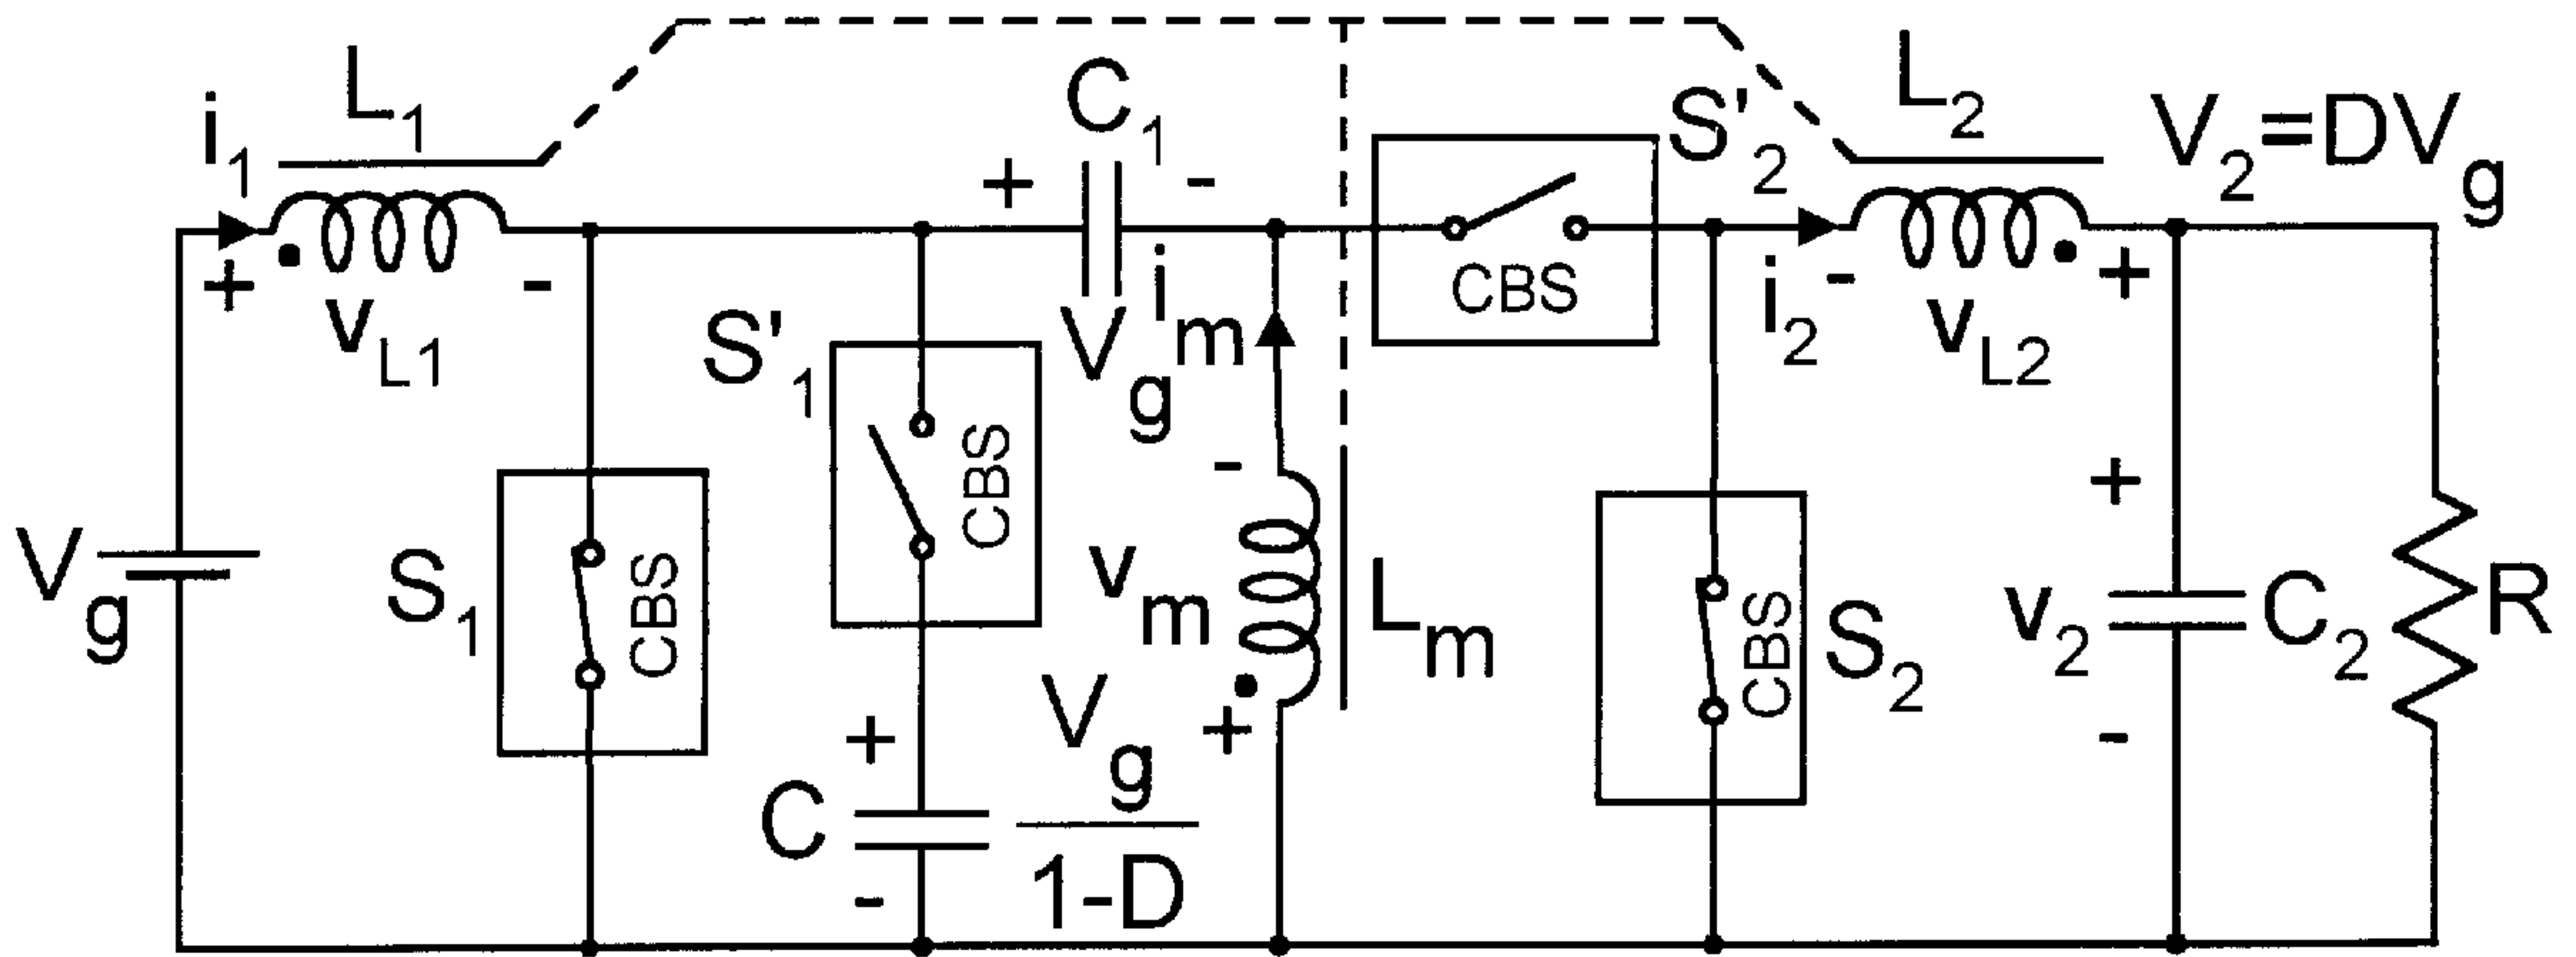 i1
L1
+
-
vL1
Vg
S1
CBS
S'1
CBS
C
+
-
Vg
1-D
C1
+
-
Vg
im
-
vm
+
Lm
S'2
CBS
S2
CBS
i2
L2
-
+
vL2
V2=DVg
+
v2
-
C2
R